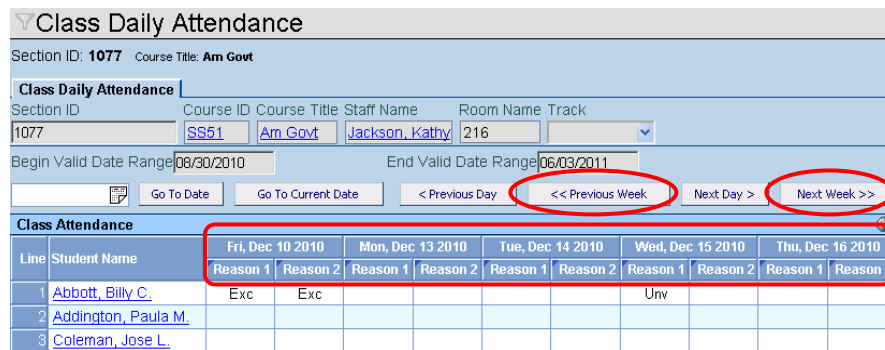 Class Daily Attendance
Section ID: 1077 Course Title: Am Govt
Class Daily Attendance
Section ID Course ID Course Title Staff Name Room Name Track
1077 SS51 Am Govt Jackson, Kathy 216
Begin Valid Date Range 08/30/2010 End Valid Date Range 06/03/2011
Go To Date Go To Current Date < Previous Day << Previous Week Next Day > Next Week >>
Class Attendance
Line Student Name Fri, Dec 10 2010 Mon, Dec 13 2010 Tue, Dec 14 2010 Wed, Dec 15 2010 Thu, Dec 16 2010
Reason 1 Reason 2 Reason 1 Reason 2 Reason 1 Reason 2 Reason 1 Reason 2 Reason 1 Reason
1 Abbott, Billy C. Exc Exc Unv
2 Addington, Paula M.
3 Coleman, Jose L.